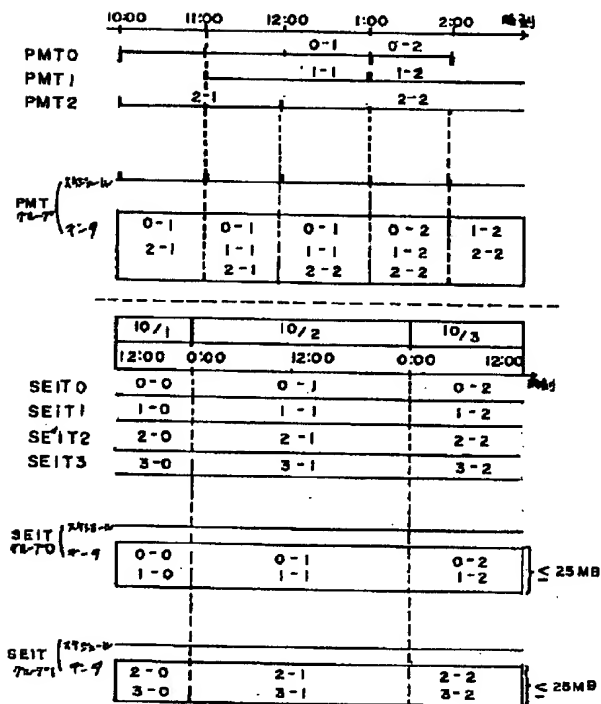 10:00 11:00 12:00 1:00 2:00 時刻
PMT0 0-1 0-2
PMT1 1-1 1-2
PMT2 2-1 2-2
スケジュール
PMT グループ データ
0-1 0-1 0-1 0-2 1-2
2-1 1-1 1-1 1-2 2-2
2-1 2-2 2-2
10/1 10/2 10/3
12:00 0:00 12:00 0:00 12:00
時刻
SEIT0 0-0 0-1 0-2
SEIT1 1-0 1-1 1-2
SEIT2 2-0 2-1 2-2
SEIT3 3-0 3-1 3-2
SEIT スケジュール
グループ0 データ
0-0 0-1 0-2
1-0 1-1 1-2
≤ 25MB
SEIT スケジュール
グループ1 データ
2-0 2-1 2-2
3-0 3-1 3-2
≤ 25MB